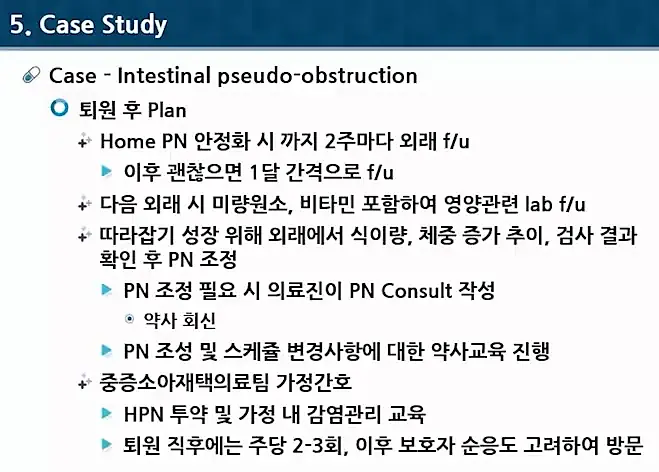 5. Case Study
Case - Intestinal pseudo-obstruction
퇴원 후 Plan
Home PN 안정화 시 까지 2주마다 외래 f/u
이후 괜찮으면 1달 간격으로 f/u
다음 외래 시 미량원소, 비타민 포함하여 영양관련 lab f/u
따라잡기 성장 위해 외래에서 식이량, 체중 증가 추이, 검사 결과
확인 후 PN 조정
PN 조정 필요 시 의료진이 PN Consult 작성
약사 회신
PN 조성 및 스케쥴 변경사항에 대한 약사교육 진행
중증소아재택의료팀 가정간호
HPN 투약 및 가정 내 감염관리 교육
퇴원 직후에는 주당 2-3회, 이후 보호자 순응도 고려하여 방문